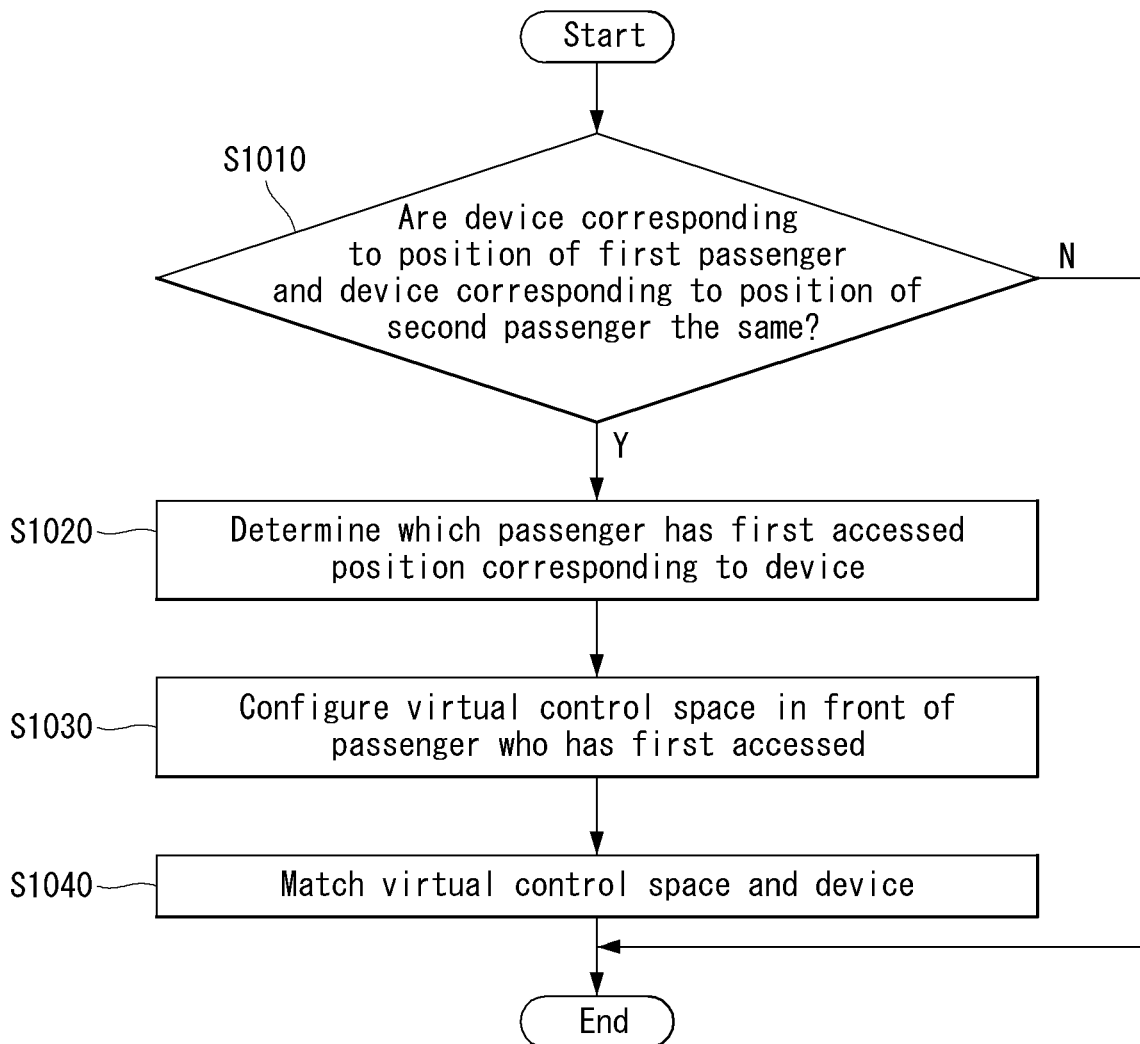 Start
S1010
Are device corresponding
to position of first passenger
and device corresponding to position of
second passenger the same?
N
Y
S1020
Determine which passenger has first accessed
position corresponding to device
S1030
Configure virtual control space in front of
passenger who has first accessed
S1040
Match virtual control space and device
End